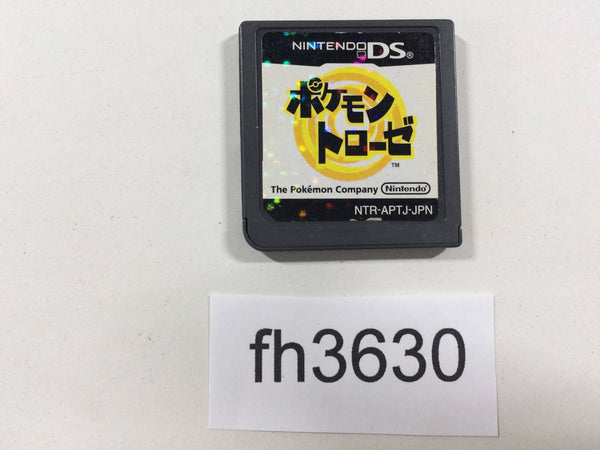 NINTENDO DS®
ポケモン
トローゼ
TM
The Pokémon Company Nintendo®
NTR-APTJ-JPN
fh3630